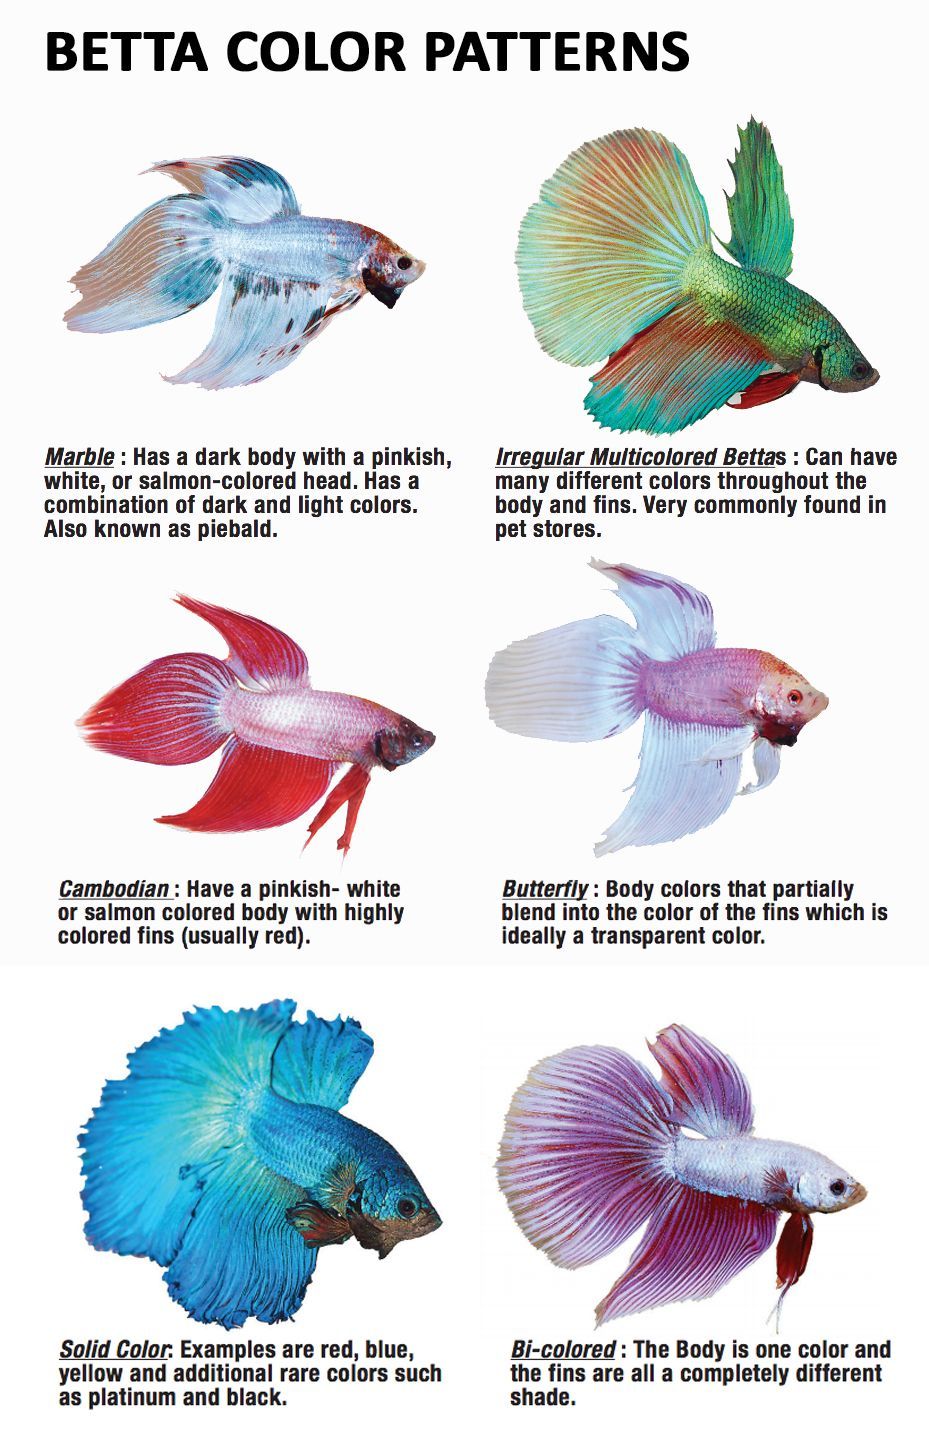 BETTA COLOR PATTERNS
Marble : Has a dark body with a pinkish,
white, or salmon-colored head. Has a
combination of dark and light colors.
Also known as piebald.
Irregular Multicolored Bettas : Can have
many different colors throughout the
body and fins. Very commonly found in
pet stores.
Cambodian : Have a pinkish- white
or salmon colored body with highly
colored fins (usually red).
Butterfly : Body colors that partially
blend into the color of the fins which is
ideally a transparent color.
Solid Color: Examples are red, blue,
yellow and additional rare colors such
as platinum and black.
Bi-colored : The Body is one color and
the fins are all a completely different
shade.